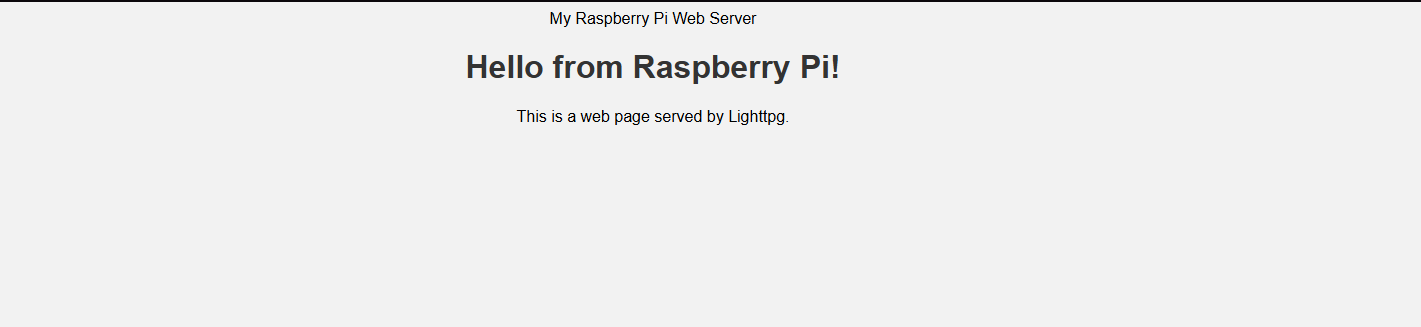 My Raspberry Pi Web Server
Hello from Raspberry Pi!
This is a web page served by Lighttpg.